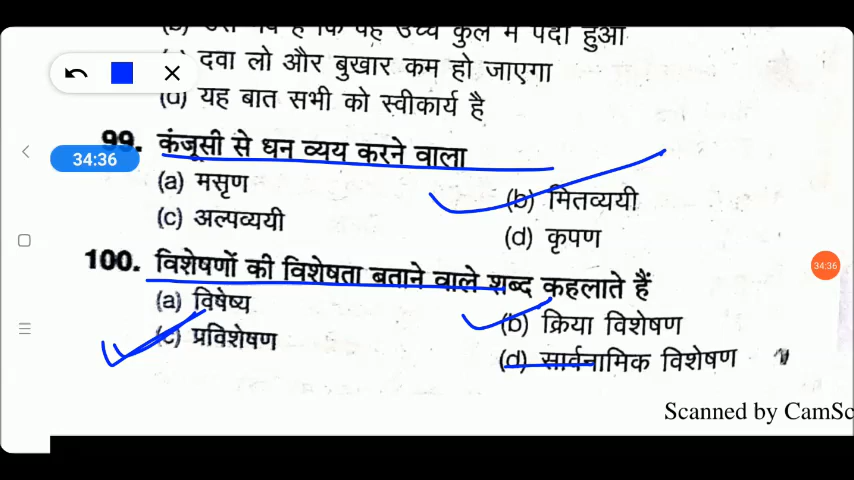 कुल में पैदा हुआ
दवा लो और बुखार कम हो जाएगा
(d) यह बात सभी को स्वीकार्य है
99. कंजूसी से धन व्यय करने वाला
34:36
(a) मसृण
(b) मितव्ययी
(c) अल्पव्ययी
(d) कृपण
34:36
100. विशेषणों की विशेषता बताने वाले शब्द कहलाते हैं
(a) विषेष्य
(b) क्रिया विशेषण
(c) प्रविशेषण
(d) सार्वनामिक विशेषण
Scanned by CamSc